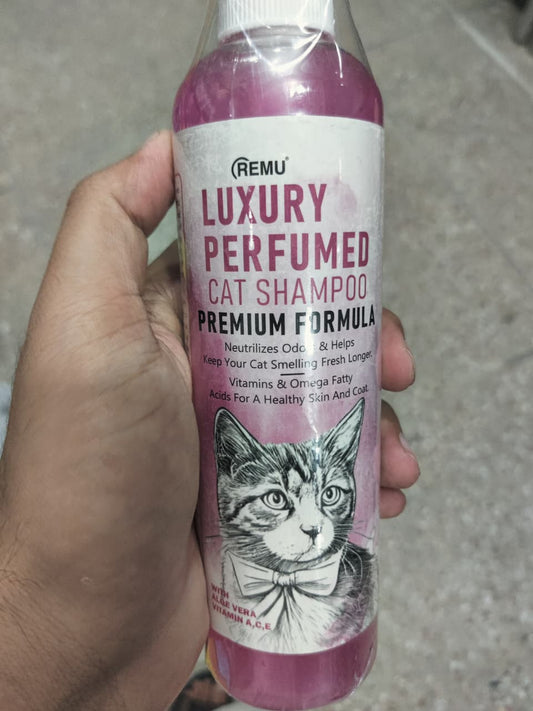 REMU®
LUXURY
PERFUMED
CAT SHAMPOO
PREMIUM FORMULA
Neutrilizes Odors & Helps
Keep Your Cat Smelling Fresh Longer.
Vitamins & Omega Fatty
Acids For A Healthy Skin And Coat.
WITH
ALOE VERA
VITAMIN A,C,E